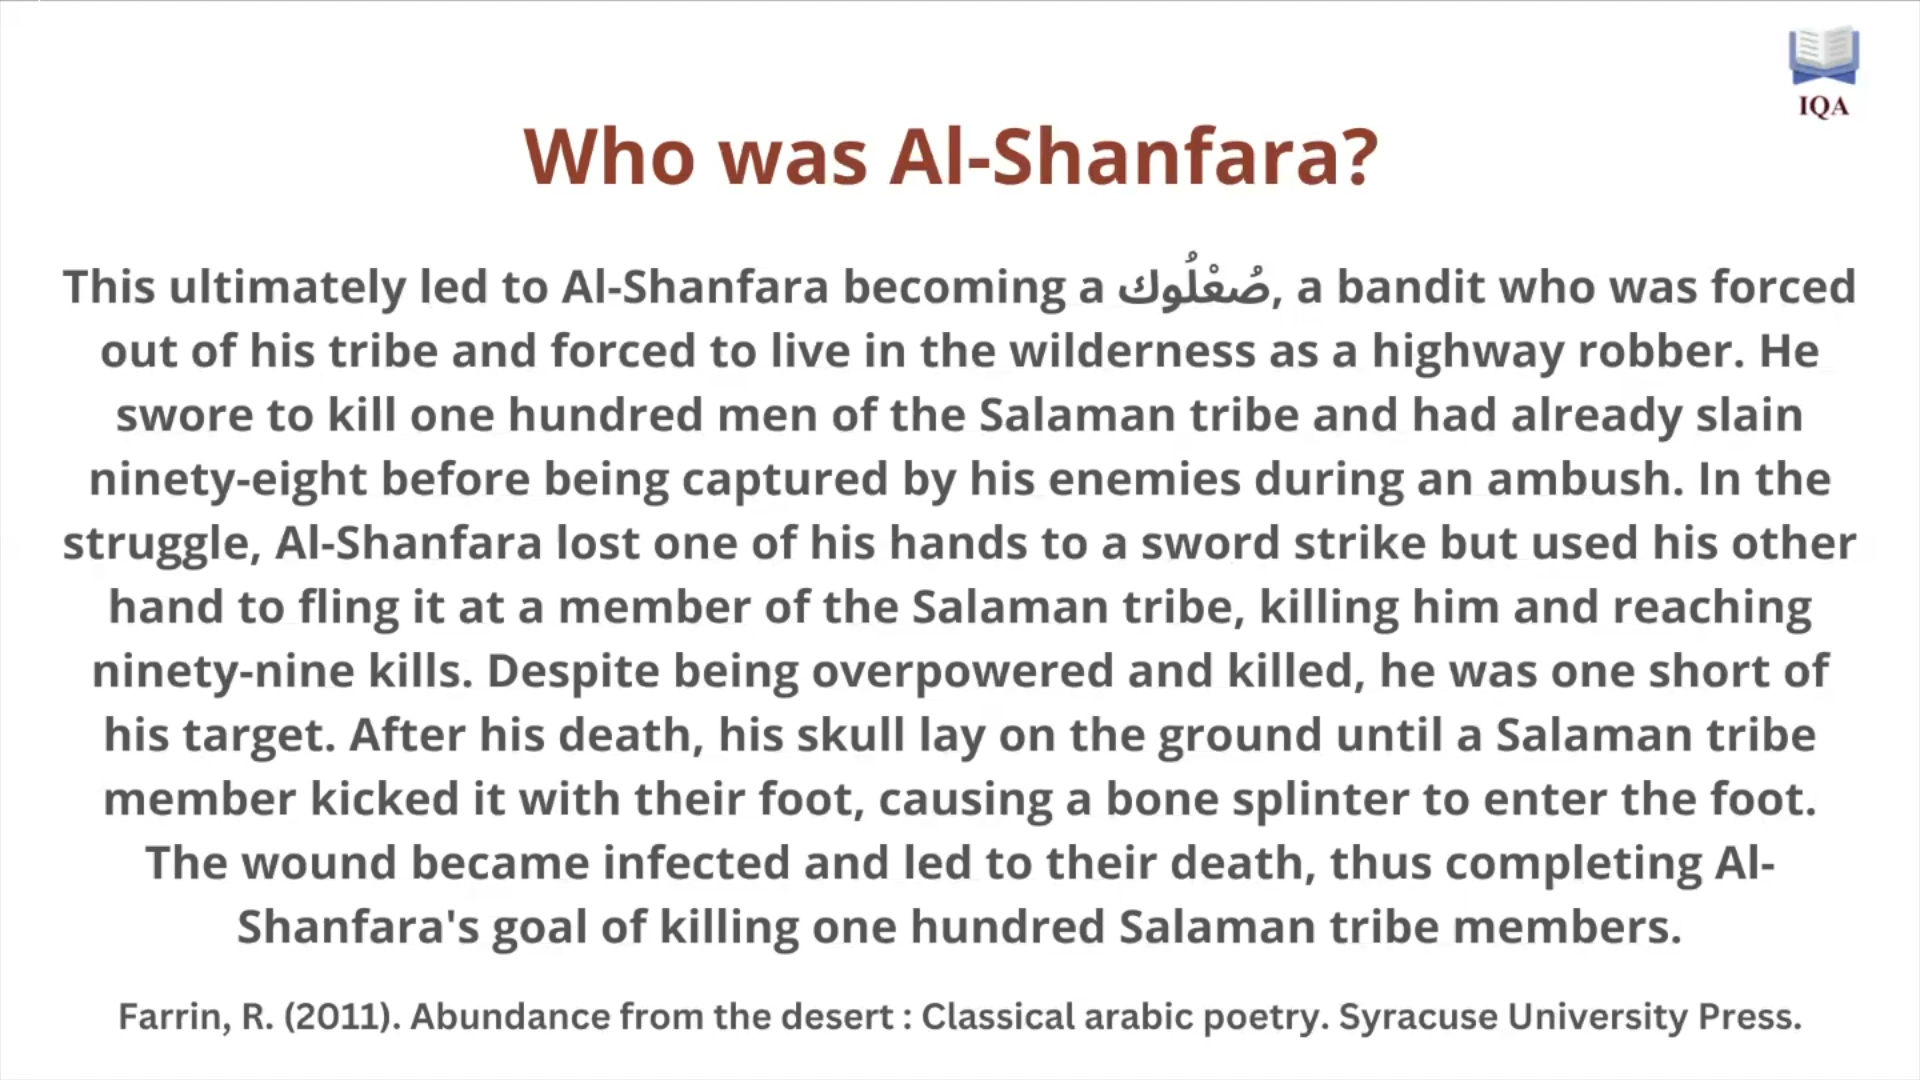 IQA
Who was Al-Shanfara?
This ultimately led to Al-Shanfara becoming a صُعْلُوك, a bandit who was forced
out of his tribe and forced to live in the wilderness as a highway robber. He
swore to kill one hundred men of the Salaman tribe and had already slain
ninety-eight before being captured by his enemies during an ambush. In the
struggle, Al-Shanfara lost one of his hands to a sword strike but used his other
hand to fling it at a member of the Salaman tribe, killing him and reaching
ninety-nine kills. Despite being overpowered and killed, he was one short of
his target. After his death, his skull lay on the ground until a Salaman tribe
member kicked it with their foot, causing a bone splinter to enter the foot.
The wound became infected and led to their death, thus completing Al-
Shanfara's goal of killing one hundred Salaman tribe members.
Farrin, R. (2011). Abundance from the desert : Classical arabic poetry. Syracuse University Press.